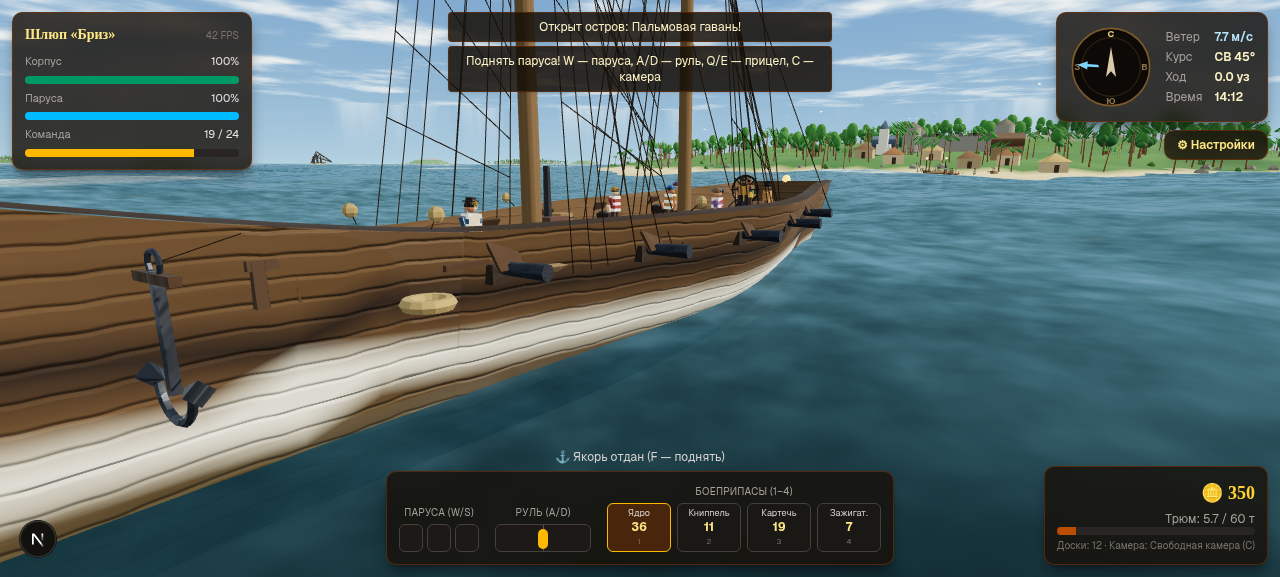 Шлюп «Бриз»
42 FPS
Корпус
100%
Паруса
100%
Команда
19 / 24
Открыт остров: Пальмовая гавань!
Поднять паруса! W — паруса, A/D — руль, Q/E — прицел, C —
камера
С
З
В
Ю
Ветер 7.7 м/с
Курс СВ 45°
Ход 0.0 уз
Время 14:12
⚙ Настройки
⚓ Якорь отдан (F — поднять)
ПАРУСА (W/S)
РУЛЬ (A/D)
БОЕПРИПАСЫ (1–4)
Ядро
36
1
Книппель
11
2
Картечь
19
3
Зажигат.
7
4
350
Трюм: 5.7 / 60 т
Доски: 12 · Камера: Свободная камера (C)
N